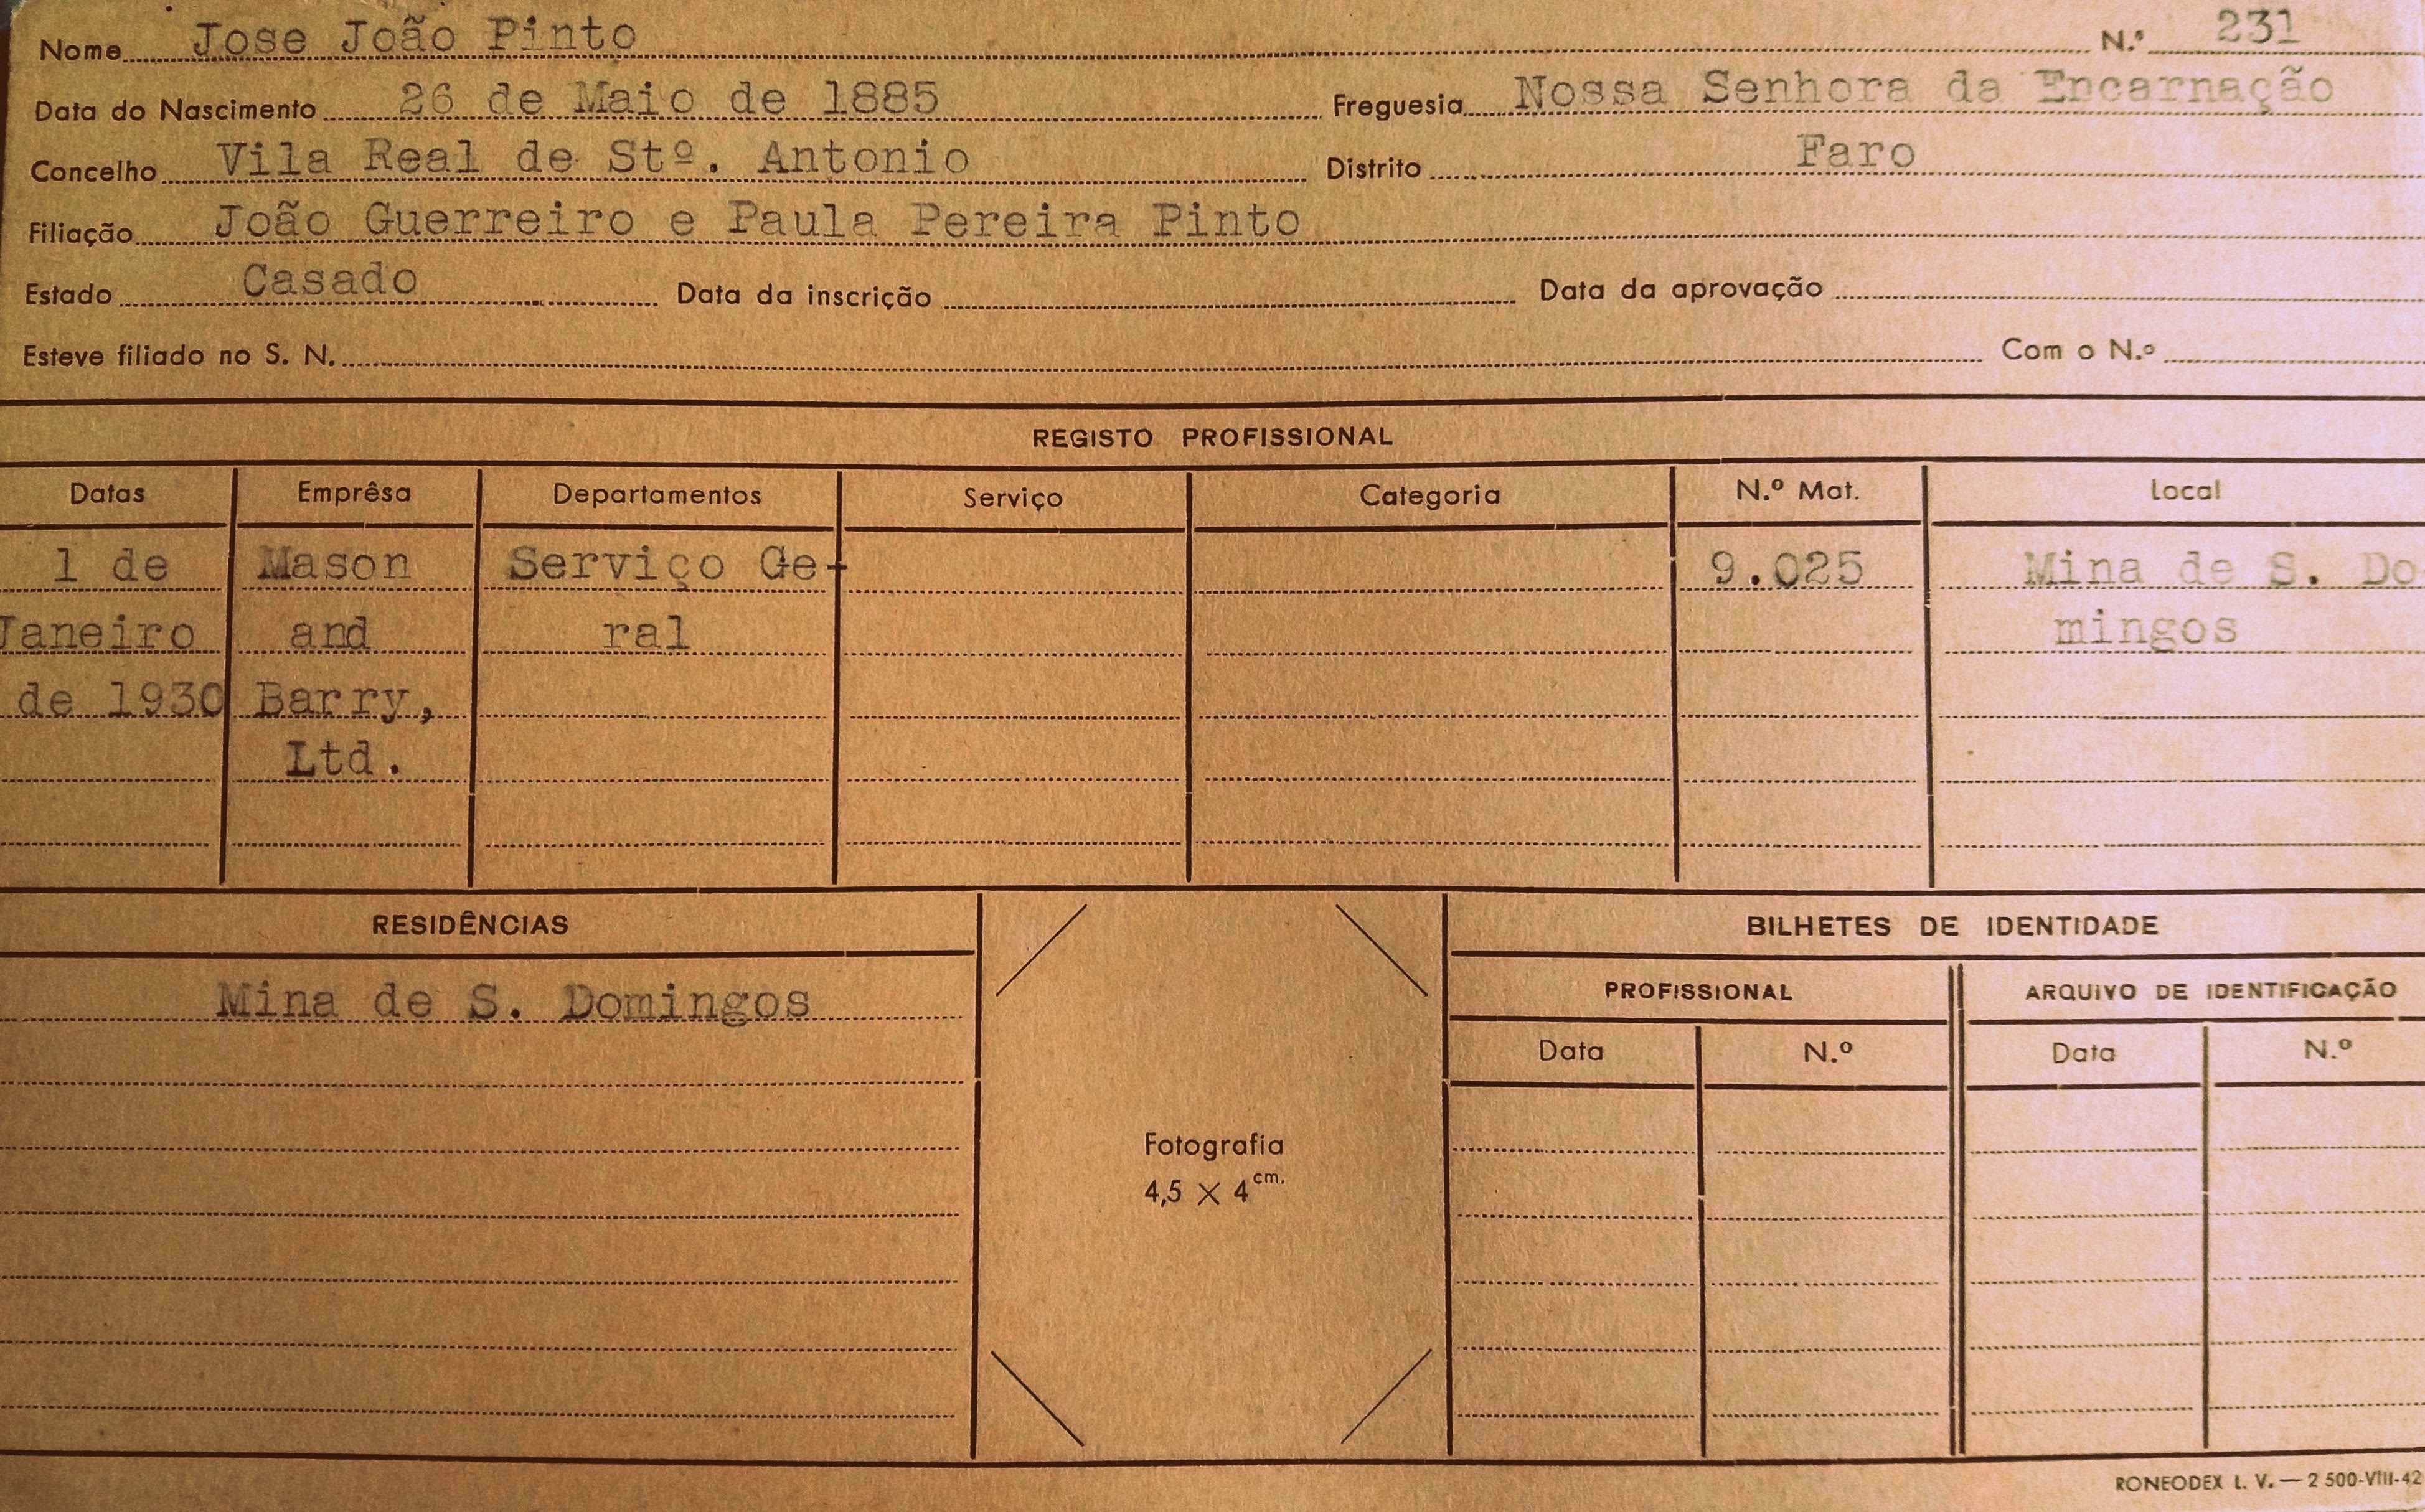 Nome Jose João Pinto N.º 231
Data do Nascimento 26 de Maio de 1885 Freguesia Nossa Senhora da Encarnação
Concelho Vila Real de Stº. Antonio Distrito Faro
Filiação João Guerreiro e Paula Pereira Pinto
Estado Casado Data da inscrição Data da aprovação
Esteve filiado no S. N. Com o N.º
REGISTO PROFISSIONAL
Datas Emprêsa Departamentos Serviço Categoria N.º Mat. Local
1 de Mason Serviço Ge- 9.025 Mina de S. Do
Janeiro and ral mingos
de 1930 Barry,
Ltd.
RESIDÊNCIAS BILHETES DE IDENTIDADE
Mina de S. Domingos PROFISSIONAL ARQUIVO DE IDENTIFICAÇÃO
Data N.º Data N.º
Fotografia
4,5 × 4 cm.
RONEODEX L. V. — 2 500-VIII-42